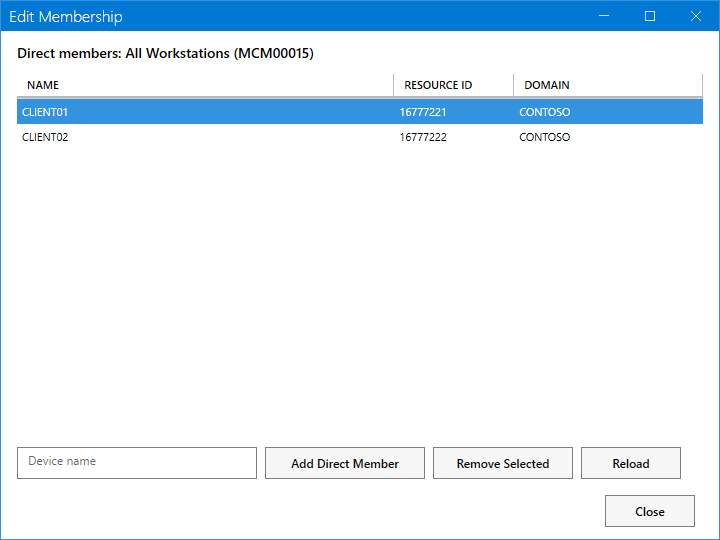 Edit Membership
Direct members: All Workstations (MCM00015)
NAME RESOURCE ID DOMAIN
CLIENT01 16777221 CONTOSO
CLIENT02 16777222 CONTOSO
Device name Add Direct Member Remove Selected Reload
Close